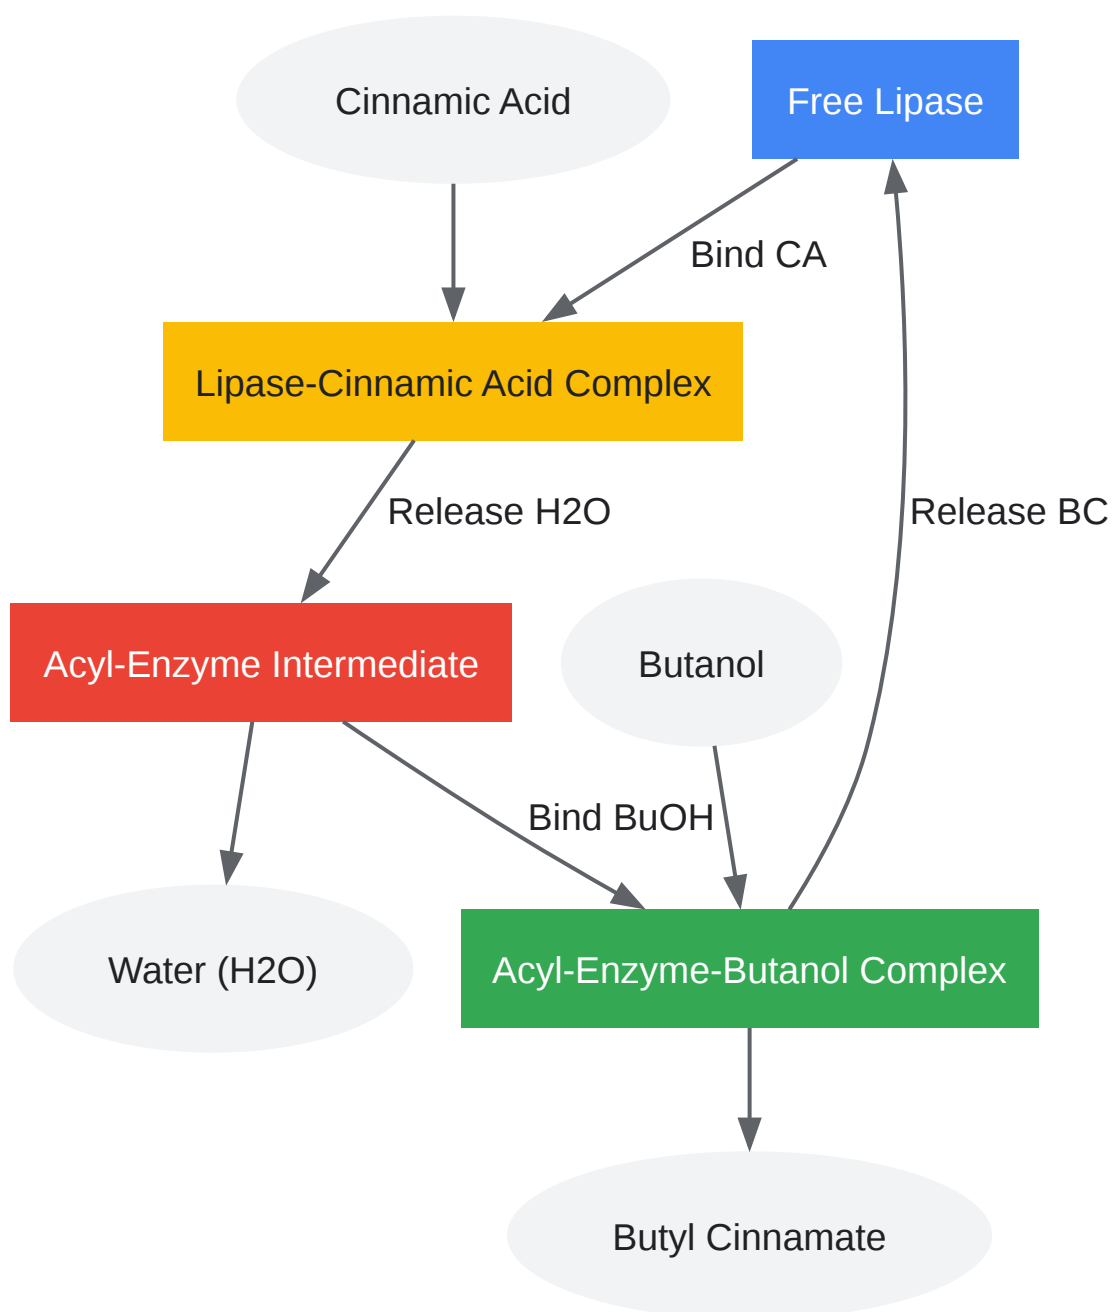 Cinnamic Acid
Free Lipase
Bind CA
Lipase-Cinnamic Acid Complex
Release H2O
Release BC
Acyl-Enzyme Intermediate
Butanol
Bind BuOH
Water (H2O)
Acyl-Enzyme-Butanol Complex
Butyl Cinnamate